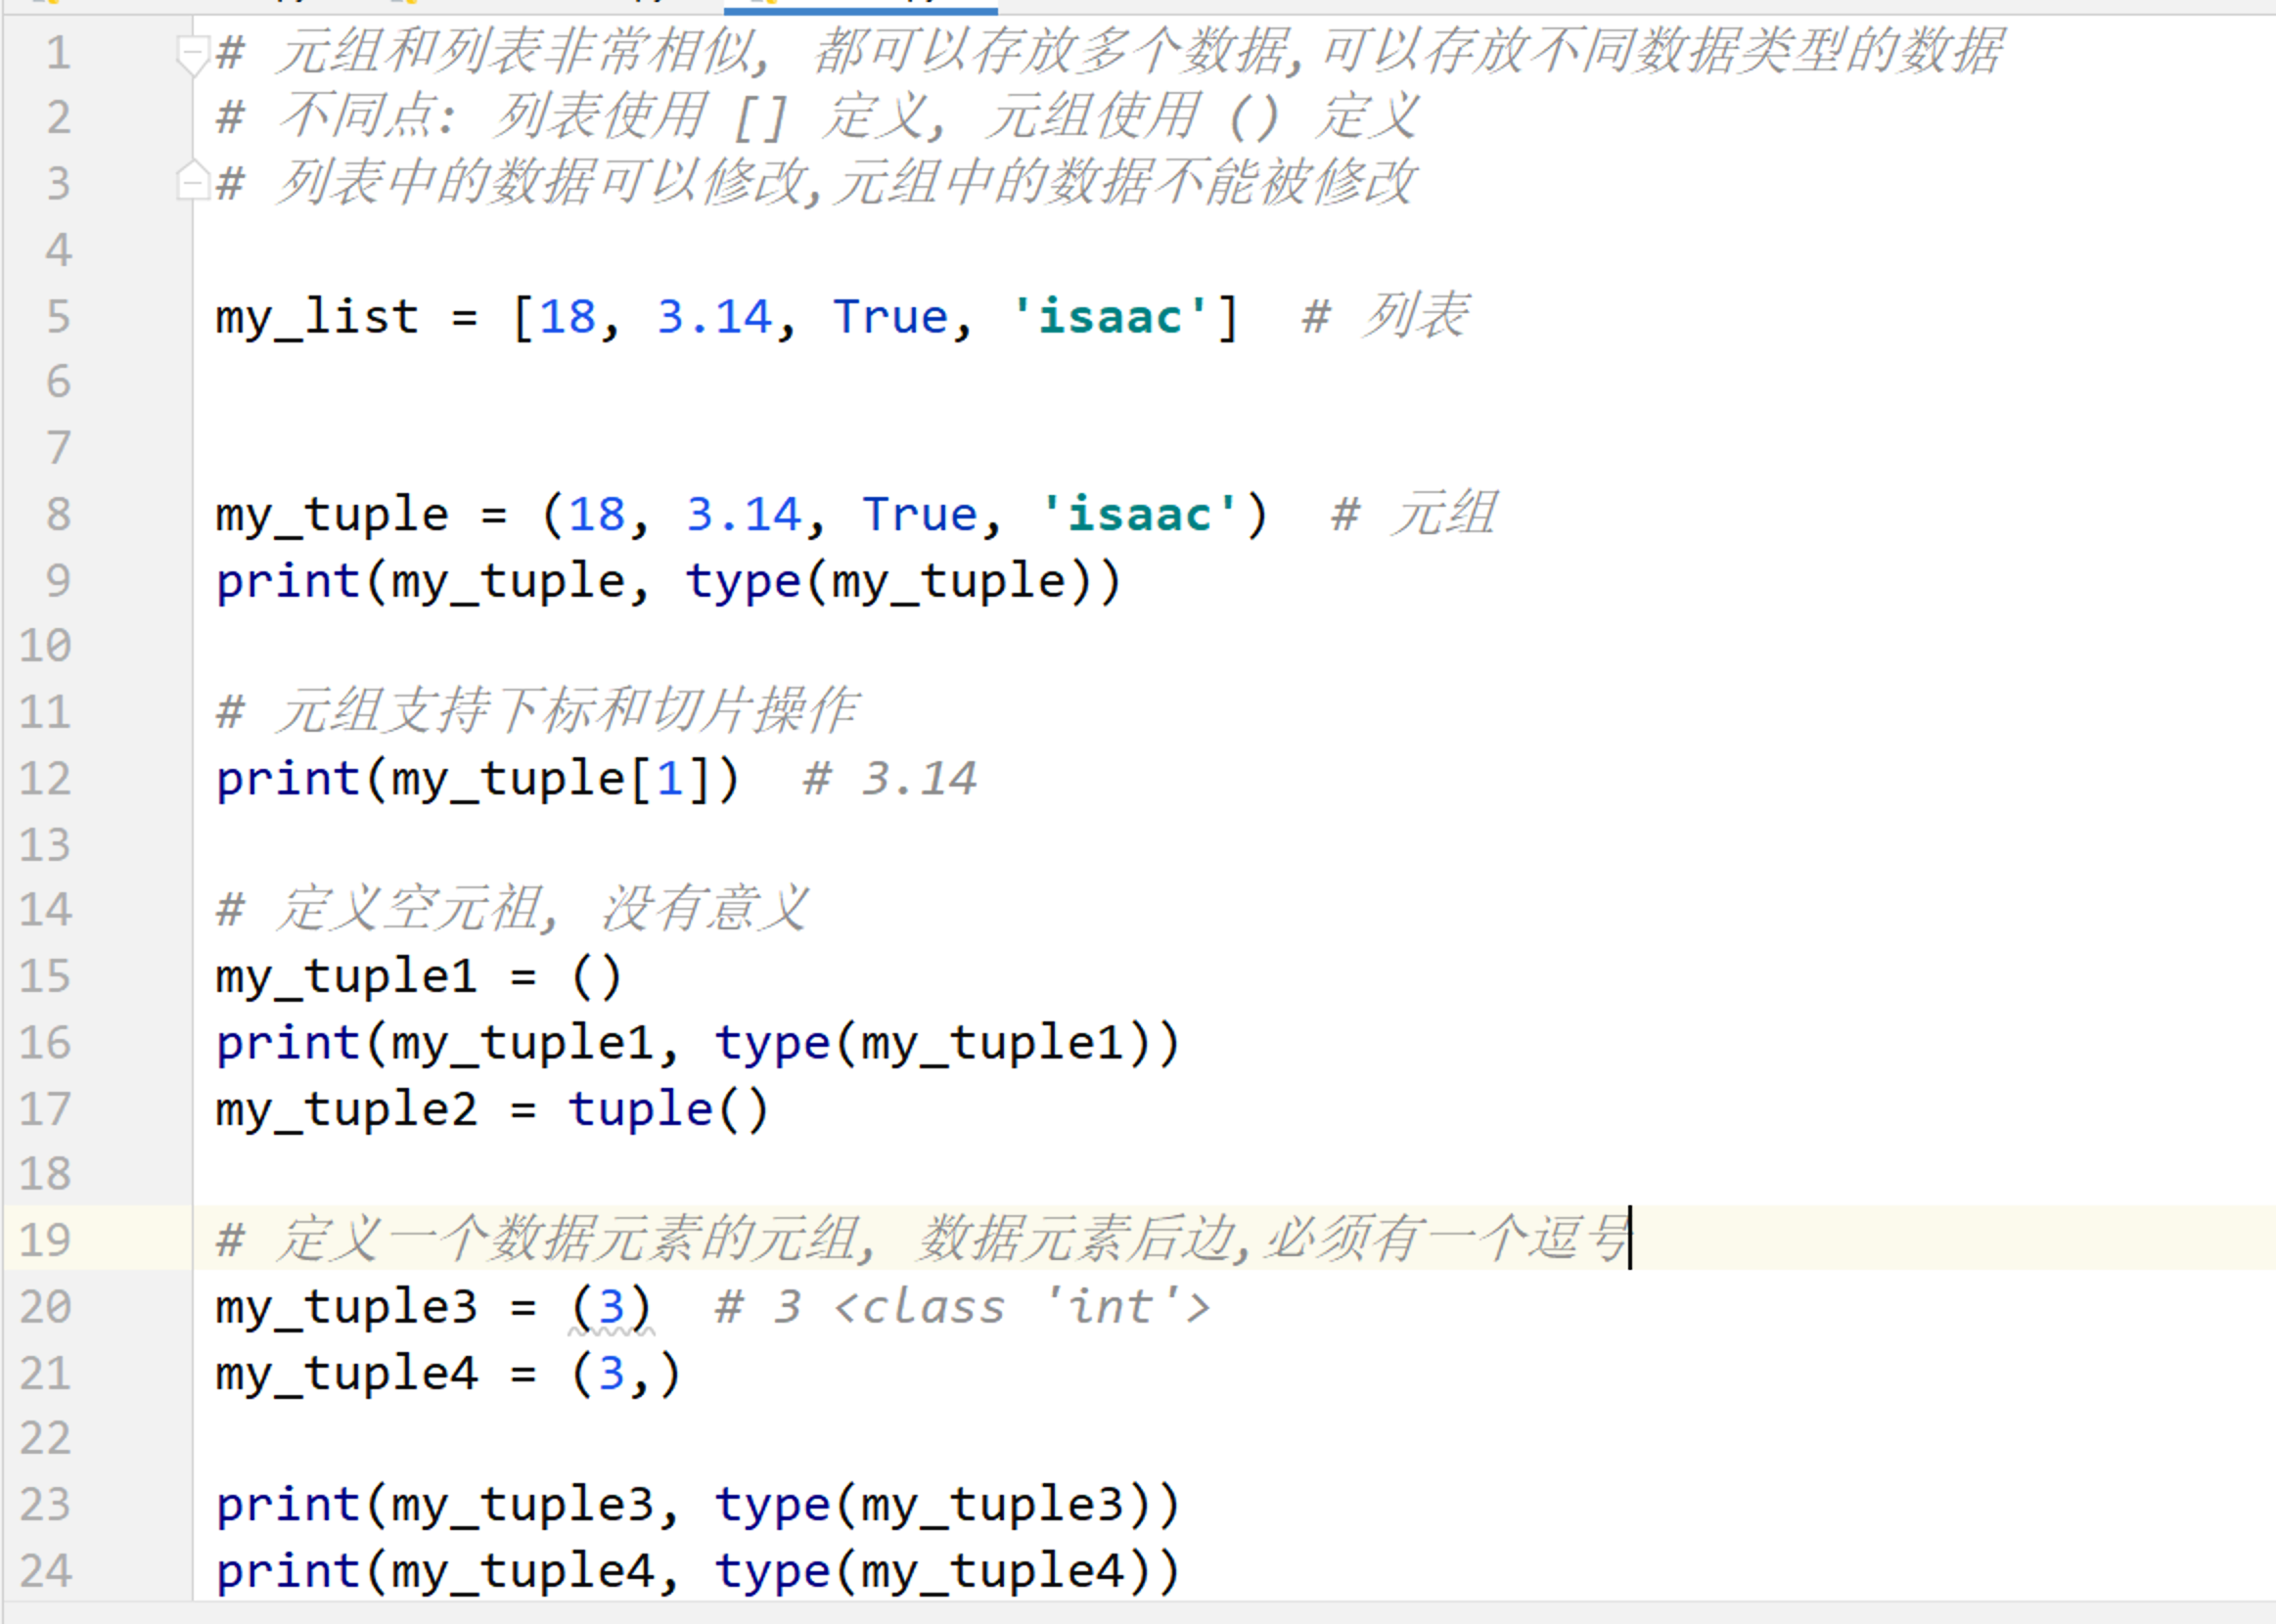 1 # 元组和列表非常相似, 都可以存放多个数据,可以存放不同数据类型的数据
2 # 不同点: 列表使用 [] 定义, 元组使用 () 定义
3 # 列表中的数据可以修改,元组中的数据不能被修改
4
5 my_list = [18, 3.14, True, 'isaac']  # 列表
6
7
8 my_tuple = (18, 3.14, True, 'isaac')  # 元组
9 print(my_tuple, type(my_tuple))
10
11 # 元组支持下标和切片操作
12 print(my_tuple[1])  # 3.14
13
14 # 定义空元祖, 没有意义
15 my_tuple1 = ()
16 print(my_tuple1, type(my_tuple1))
17 my_tuple2 = tuple()
18
19 # 定义一个数据元素的元组, 数据元素后边,必须有一个逗号
20 my_tuple3 = (3)  # 3 <class 'int'>
21 my_tuple4 = (3,)
22
23 print(my_tuple3, type(my_tuple3))
24 print(my_tuple4, type(my_tuple4))